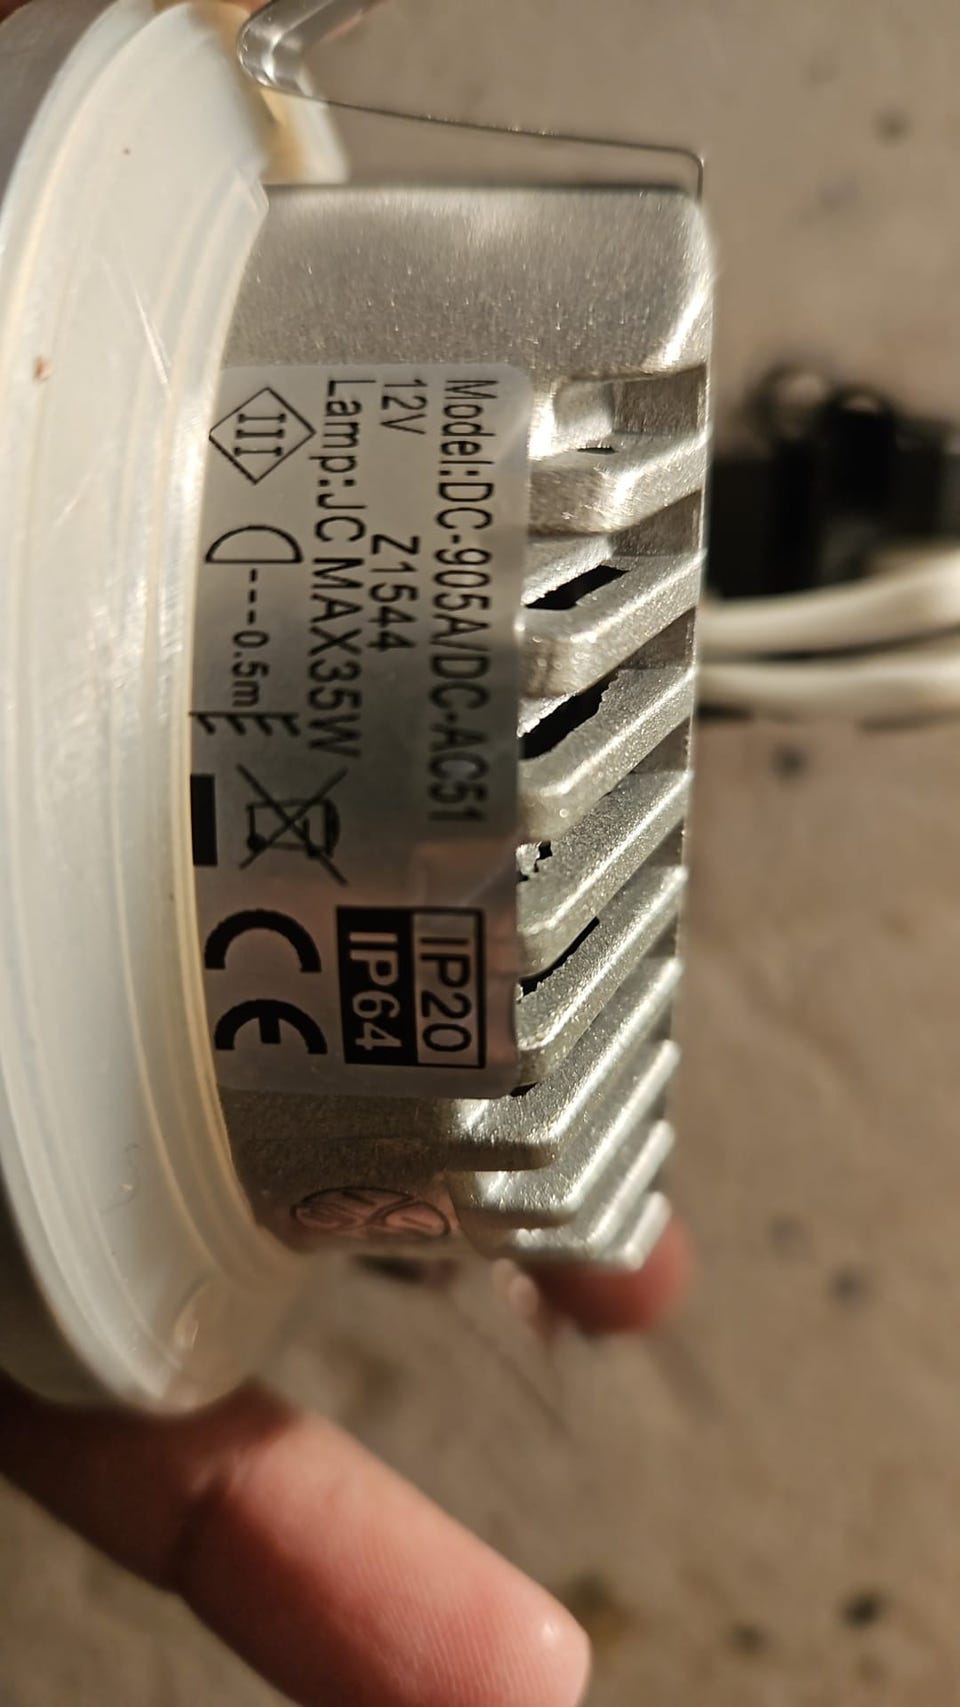 Model:DC-905A/DC-AC51
12V Z1544
Lamp:JC MAX35W
IP20
IP64
III
0.5m
CE